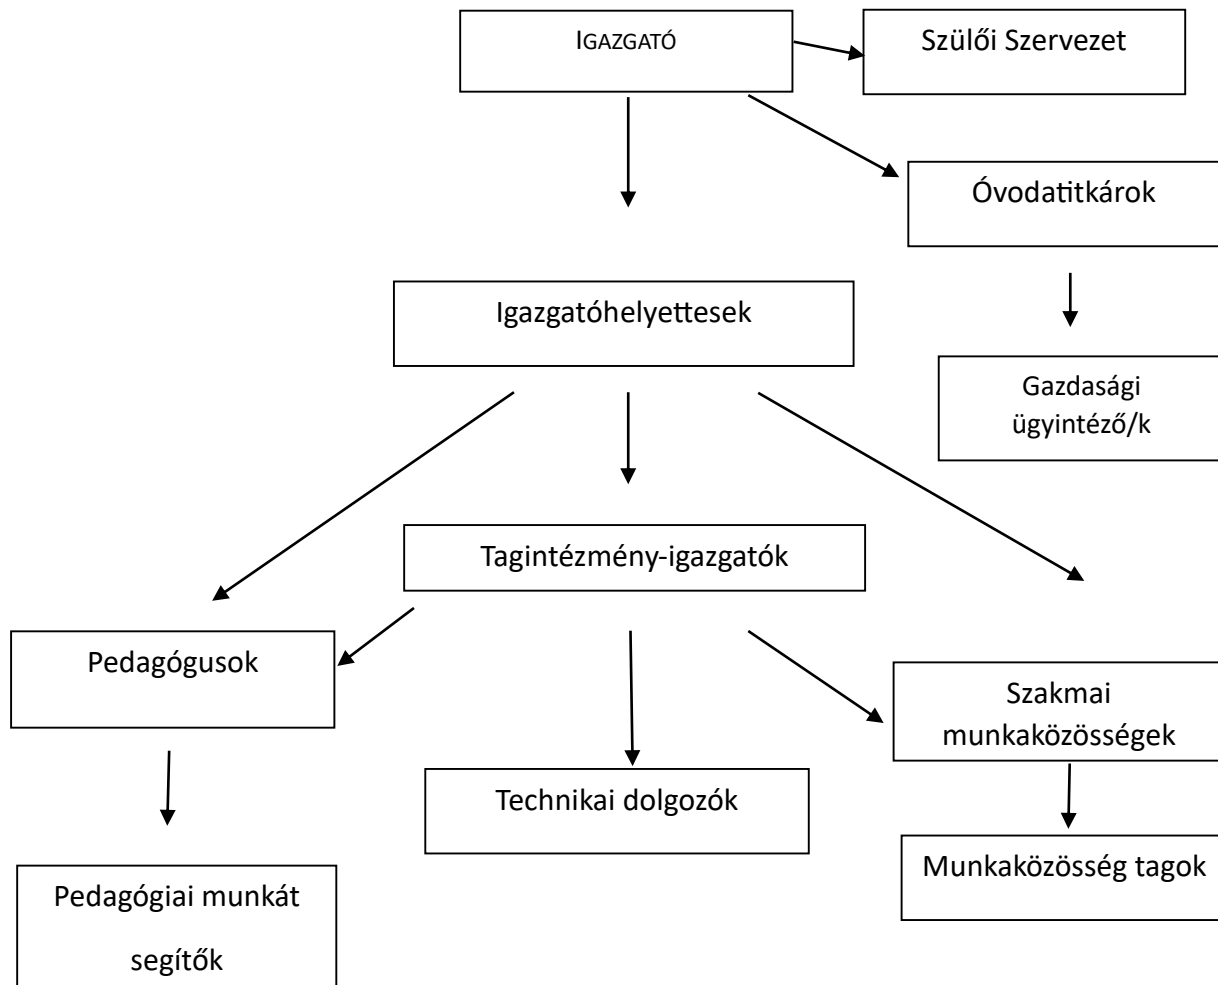 IGAZGATÓ
Szülői Szervezet
Óvodatitkárok
Igazgatóhelyettesek
Gazdasági
ügyintéző/k
Tagintézmény-igazgatók
Pedagógusok
Szakmai
munkaközösségek
Technikai dolgozók
Munkaközösség tagok
Pedagógiai munkát
segítők